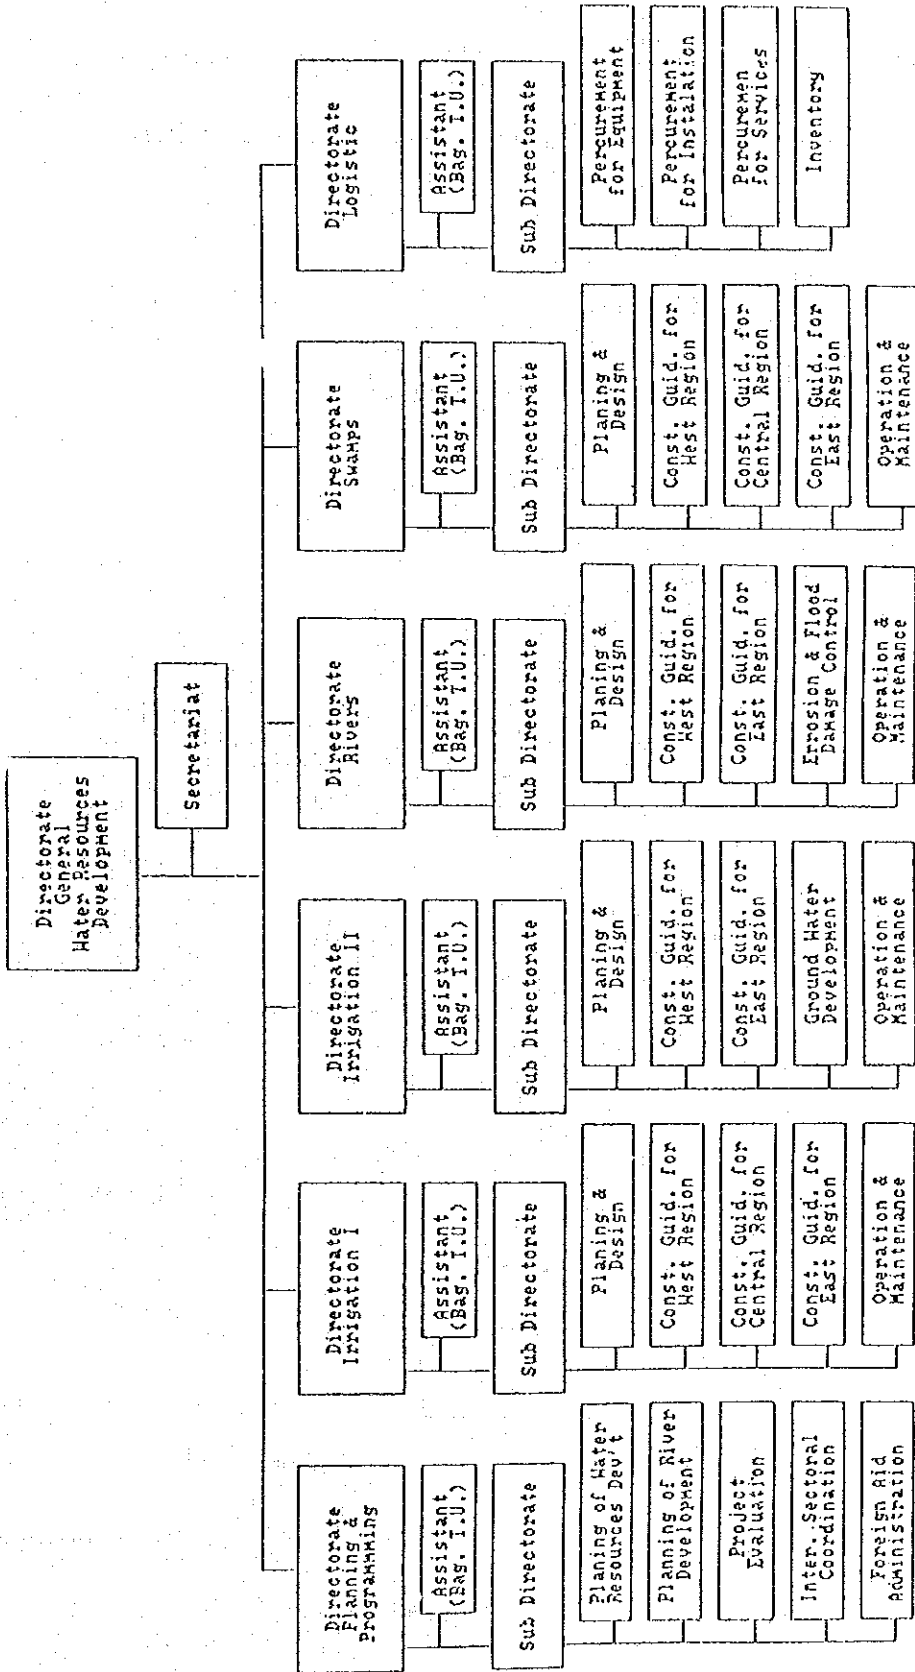 Directorate
General
Water Resources
Development
Secretariat
Directorate
Planning &
Programming
Assistant
(Bag. T.U.)
Sub Directorate
Planing of Water
Resources Dev't
Planning of River
Development
Project
Evaluation
Inter. Sectoral
Coordination
Foreign Aid
Administration
Directorate
Irrigation I
Assistant
(Bag. T.U.)
Sub Directorate
Planing &
Design
Const. Guid. for
West Region
Const. Guid. for
Central Region
Const. Guid. for
East Region
Operation &
Maintenance
Directorate
Irrigation II
Assistant
(Bag. T.U.)
Sub Directorate
Planing &
Design
Const. Guid. for
West Region
Const. Guid. for
East Region
Ground Water
Development
Operation &
Maintenance
Directorate
Rivers
Assistant
(Bag. T.U.)
Sub Directorate
Planing &
Design
Const. Guid. for
West Region
Const. Guid. for
East Region
Errosion & Flood
Damage Control
Operation &
Maintenance
Directorate
Swamps
Assistant
(Bag. T.U.)
Sub Directorate
Planing &
Design
Const. Guid. for
West Region
Const. Guid. for
Central Region
Const. Guid. for
East Region
Operation &
Maintenance
Directorate
Logistic
Assistant
(Bag. T.U.)
Sub Directorate
Percurement
for Equipment
Percurement
for Instalation
Percuremen
for Services
Inventory